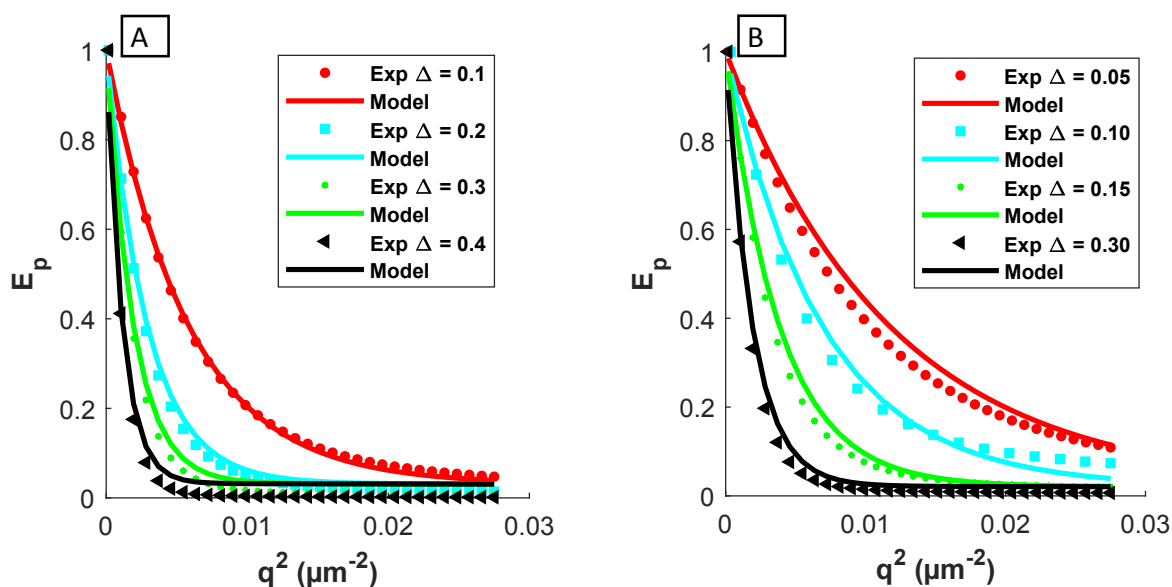 A
E_p
1
0.8
0.6
0.4
0.2
0
0
0.01
0.02
0.03
q² (µm⁻²)
Exp Δ = 0.1
Model
Exp Δ = 0.2
Model
Exp Δ = 0.3
Model
Exp Δ = 0.4
Model
B
E_p
1
0.8
0.6
0.4
0.2
0
0
0.01
0.02
0.03
q² (µm⁻²)
Exp Δ = 0.05
Model
Exp Δ = 0.10
Model
Exp Δ = 0.15
Model
Exp Δ = 0.30
Model